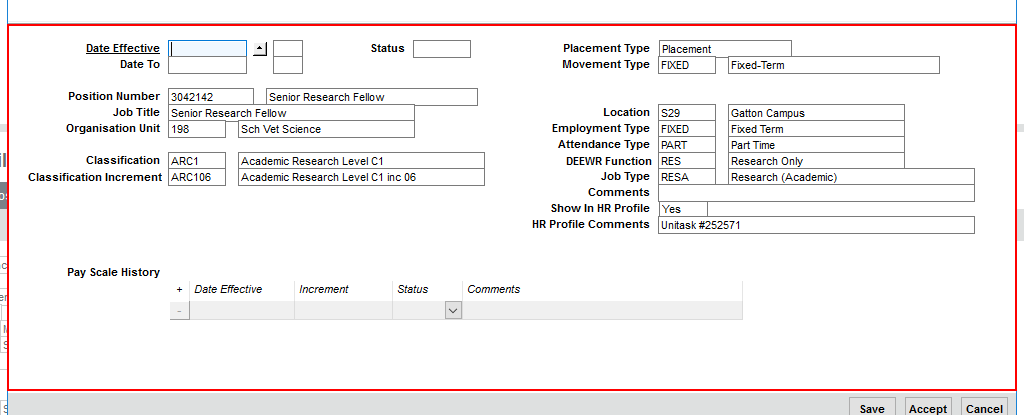 Date Effective Status Placement Type Placement
Date To Movement Type FIXED Fixed-Term
Position Number 3042142 Senior Research Fellow
Job Title Senior Research Fellow Location S29 Gatton Campus
Organisation Unit 198 Sch Vet Science Employment Type FIXED Fixed Term
Attendance Type PART Part Time
Classification ARC1 Academic Research Level C1 DEEWR Function RES Research Only
Classification Increment ARC106 Academic Research Level C1 inc 06 Job Type RESA Research (Academic)
Comments
Show In HR Profile Yes
HR Profile Comments Unitask #252571
Pay Scale History
+ Date Effective Increment Status Comments
-
Save Accept Cancel